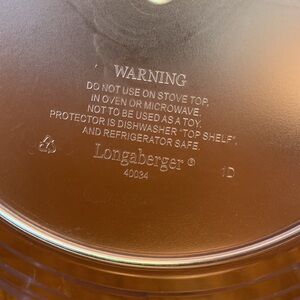 WARNING
DO NOT USE ON STOVE TOP,
IN OVEN OR MICROWAVE.
NOT TO BE USED AS A TOY.
PROTECTOR IS DISHWASHER "TOP SHELF",
AND REFRIGERATOR SAFE.
Longaberger ®
40034
1D